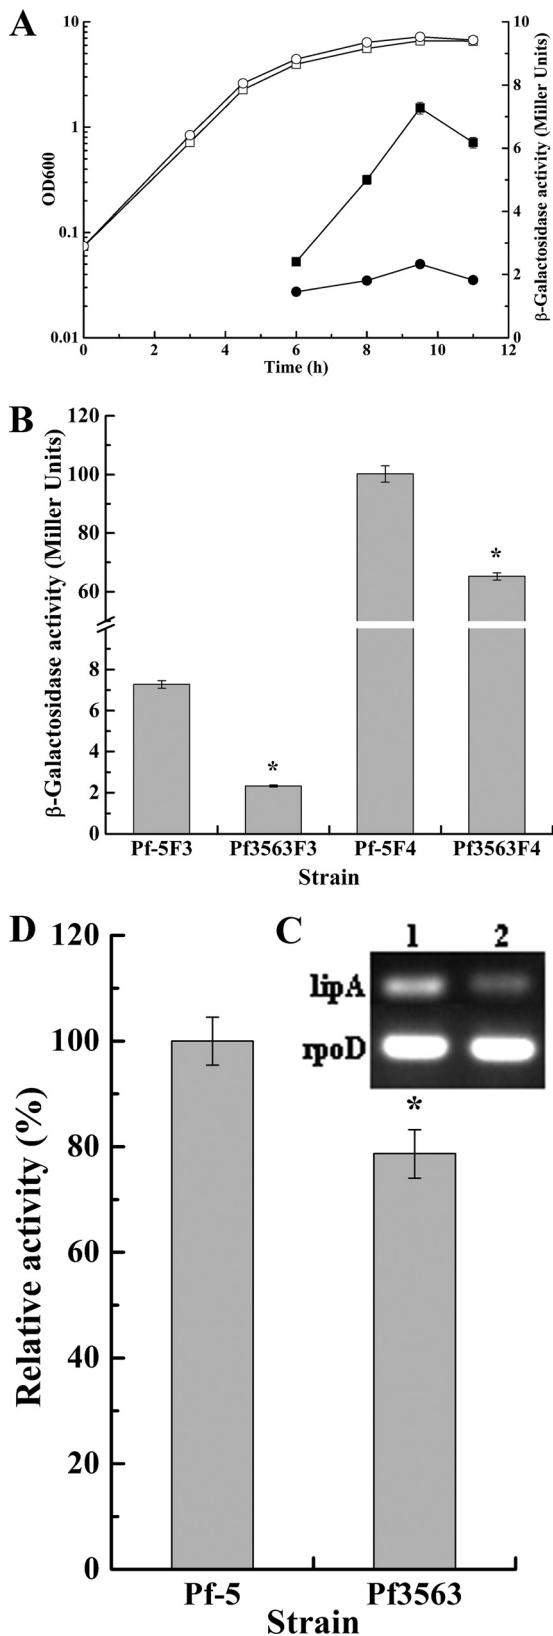 A
10
1
0.1
0.01
OD600
10
8
6
4
2
0
β-Galactosidase activity (Miller Units)
0 2 4 6 8 10 12
Time (h)
B
120
100
80
60
8
6
4
2
0
β-Galactosidase activity (Miller Units)
*
*
Pf-5F3 Pf3563F3 Pf-5F4 Pf3563F4
Strain
D
120
100
80
60
40
20
0
Relative activity (%)
C
1 2
lipA
rpoD
*
Pf-5 Pf3563
Strain